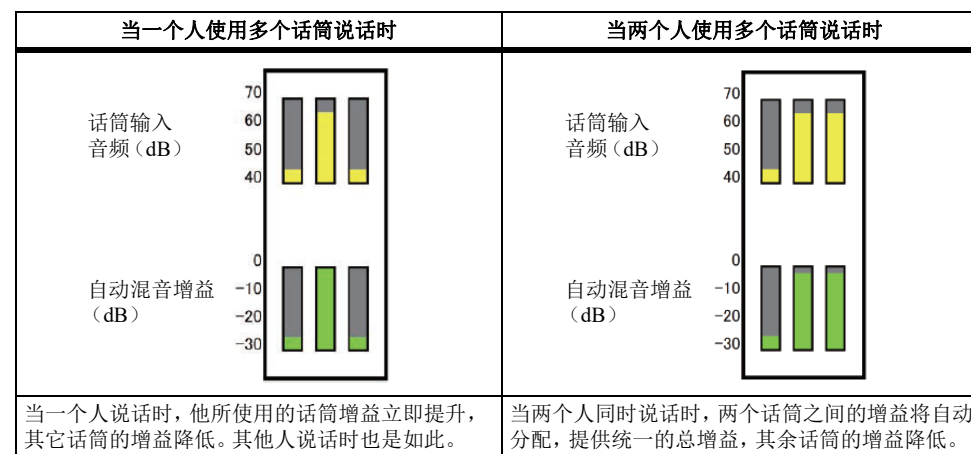 当一个人使用多个话筒说话时
当两个人使用多个话筒说话时
话筒输入
音频（dB）
70
60
50
40
自动混音增益
（dB）
0
-10
-20
-30
话筒输入
音频（dB）
70
60
50
40
自动混音增益
（dB）
0
-10
-20
-30
当一个人说话时，他所使用的话筒增益立即提升，
其它话筒的增益降低。其他人说话时也是如此。
当两个人同时说话时，两个话筒之间的增益将自动
分配，提供统一的总增益，其余话筒的增益降低。